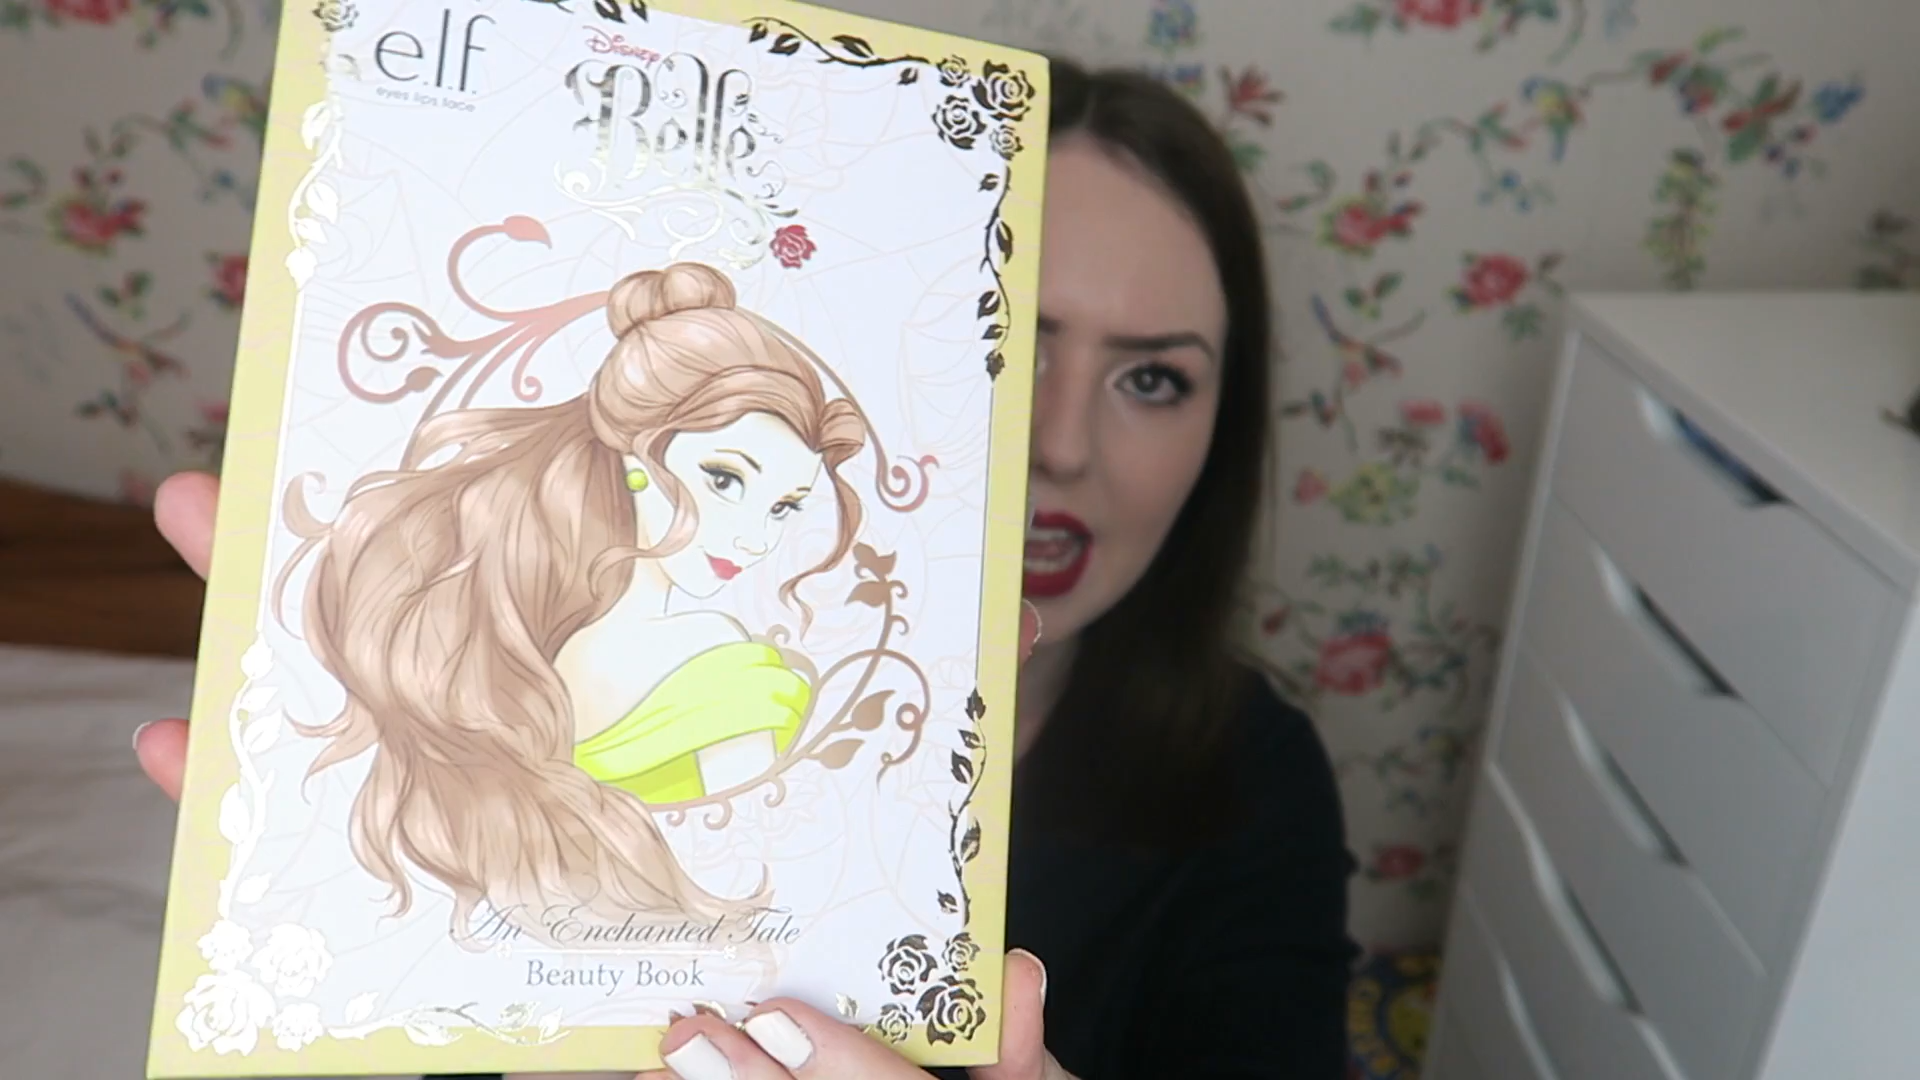 e.l.f.
eyes lips face
Disney
Belle
An Enchanted Tale
Beauty Book